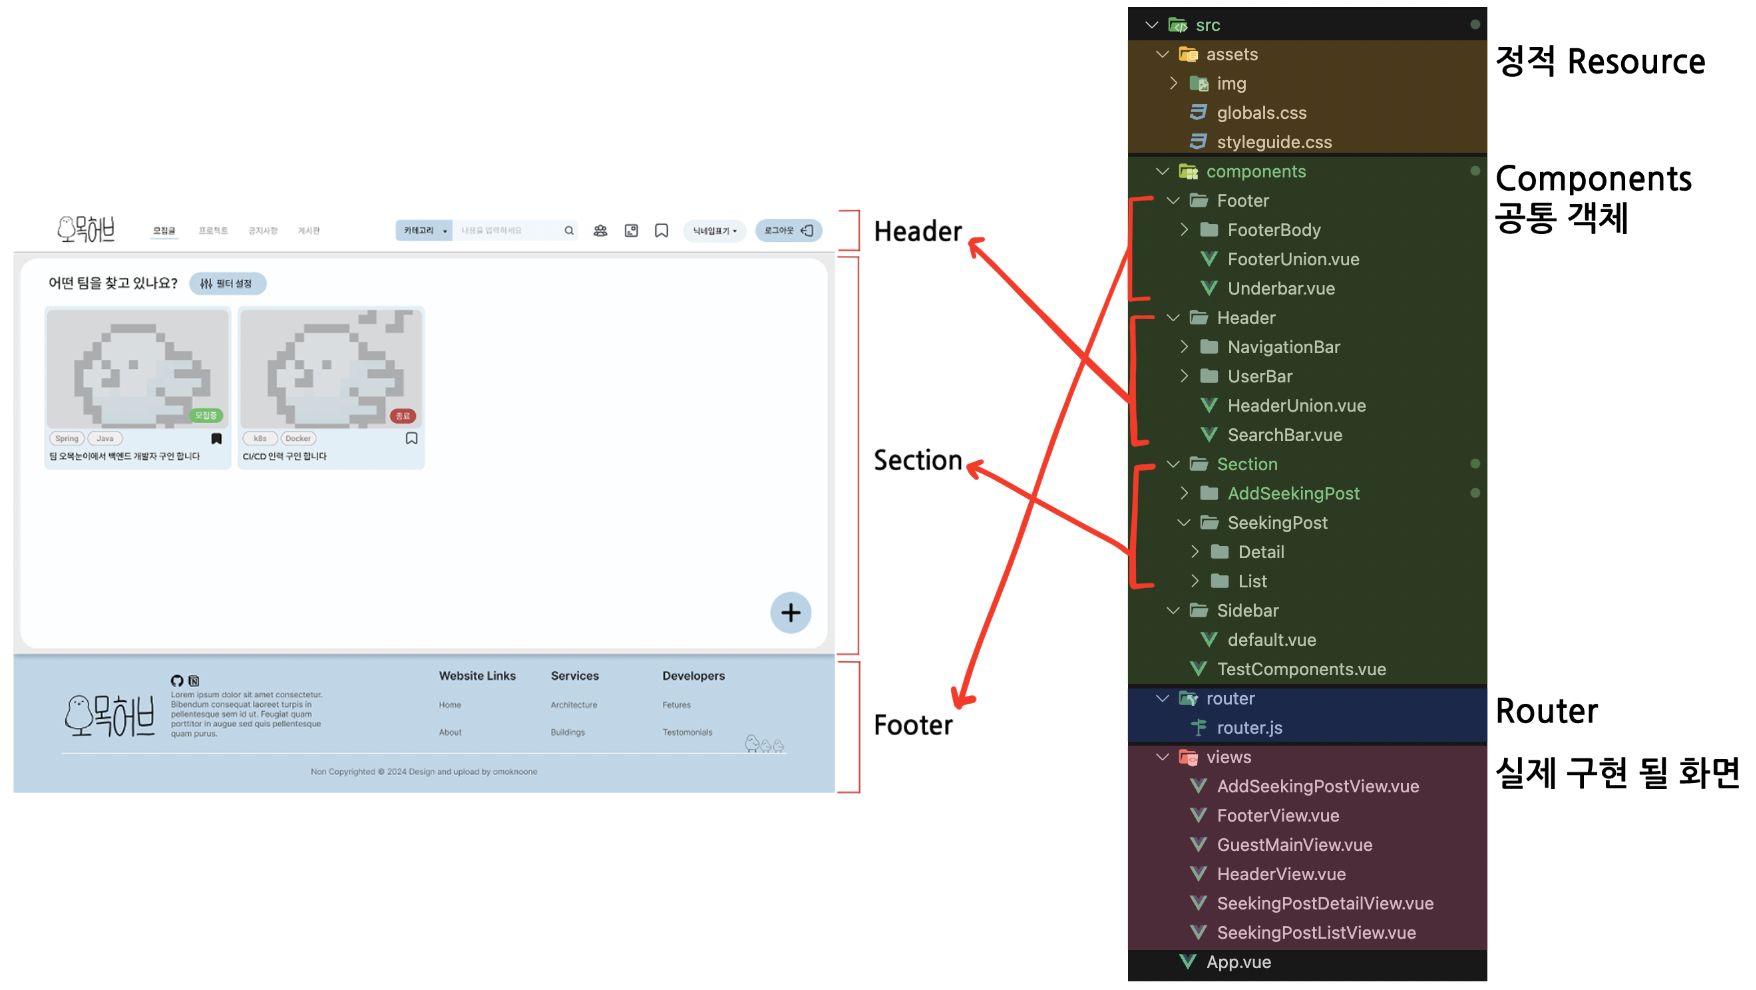 목허브
모집글 프로젝트 공지사항 게시판
카테고리 내용을 입력하세요
닉네임표기 로그아웃
어떤 팀을 찾고 있나요? 필터 설정
모집중
종료
Spring Java
k8s Docker
팀 오목눈이에서 백엔드 개발자 구인 합니다
CI/CD 인력 구인 합니다
목허브
Lorem ipsum dolor sit amet consectetur.
Bibendum consequat laoreet turpis in
pellentesque sem id ut. Feugiat quam
porttitor in augue sed quis pellentesque
quam purus.
Website Links
Home
About
Services
Architecture
Buildings
Developers
Fetures
Testomonials
Non Copyrighted © 2024 Design and upload by omoknoone
Header
Section
Footer
src
assets
img
globals.css
styleguide.css
components
Footer
FooterBody
FooterUnion.vue
Underbar.vue
Header
NavigationBar
UserBar
HeaderUnion.vue
SearchBar.vue
Section
AddSeekingPost
SeekingPost
Detail
List
Sidebar
default.vue
TestComponents.vue
router
router.js
views
AddSeekingPostView.vue
FooterView.vue
GuestMainView.vue
HeaderView.vue
SeekingPostDetailView.vue
SeekingPostListView.vue
App.vue
정적 Resource
Components
공통 객체
Router
실제 구현 될 화면